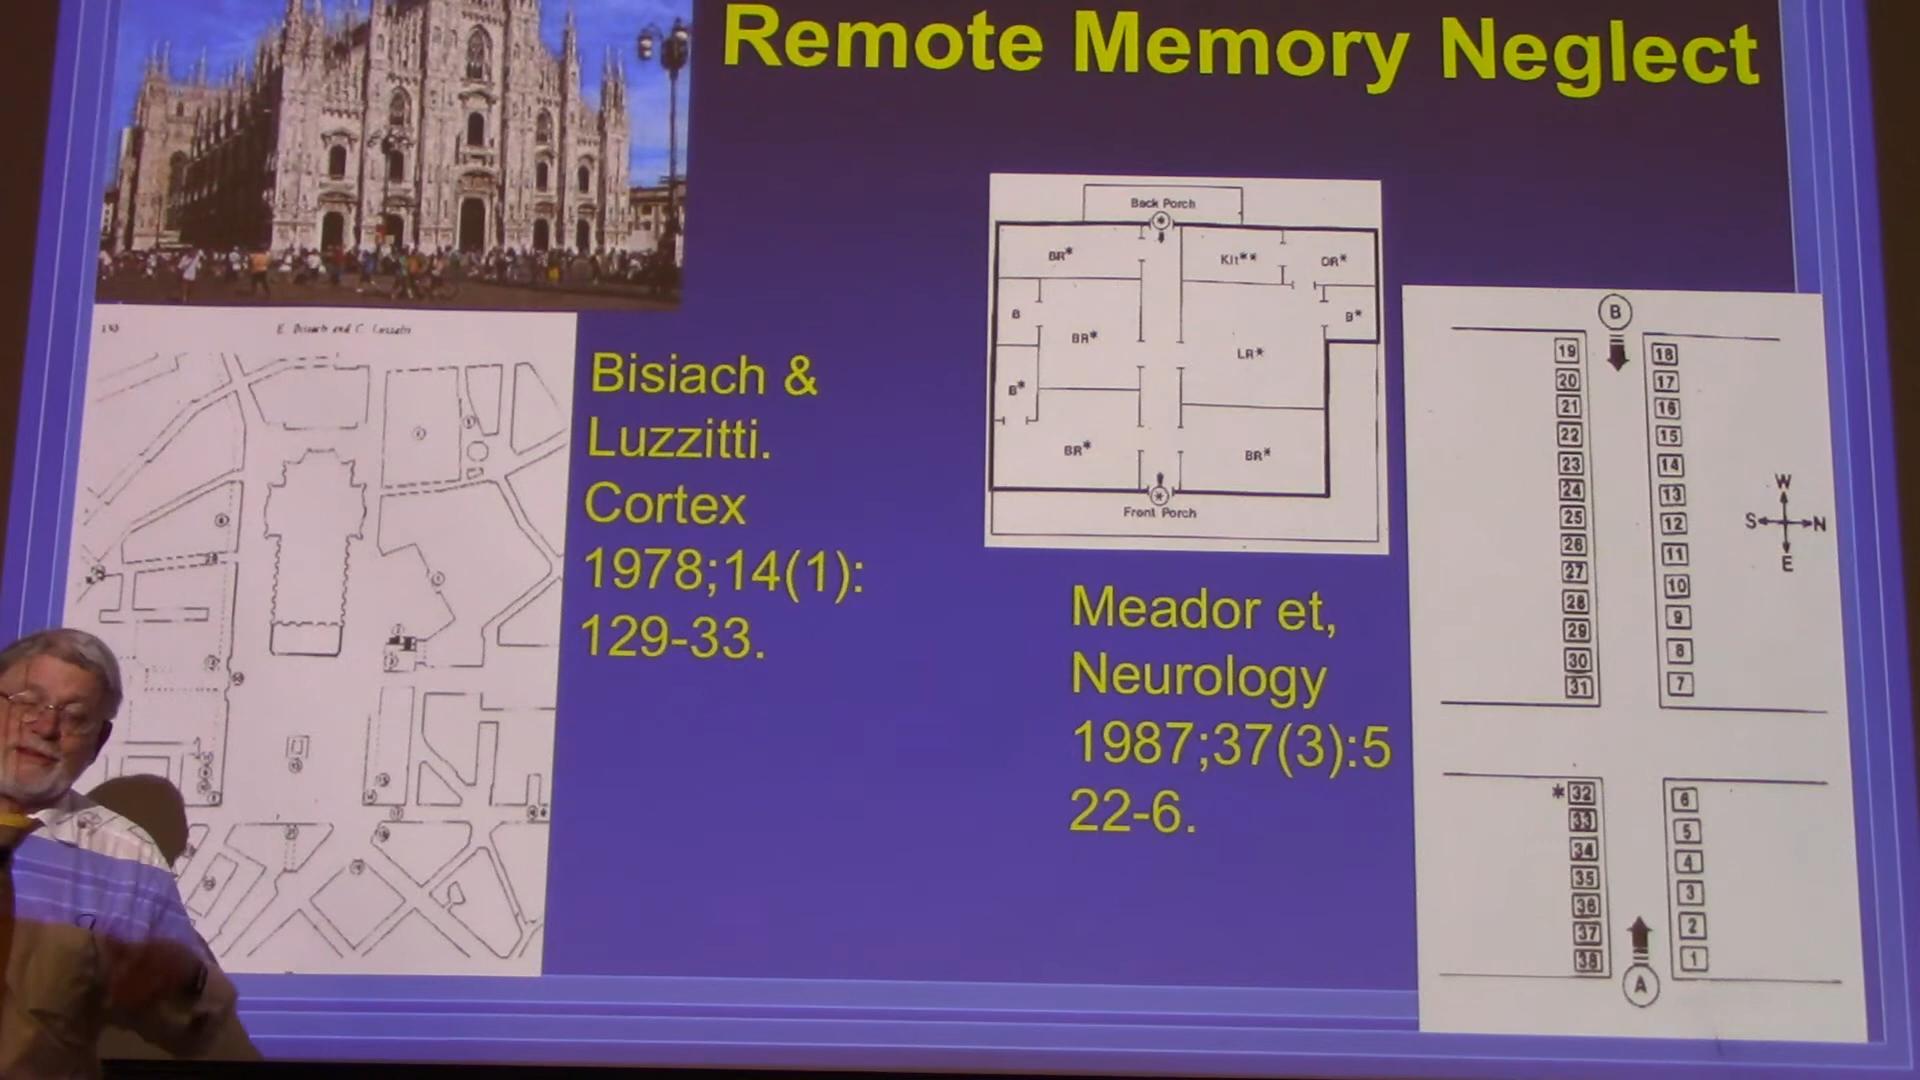 Remote Memory Neglect
E. Bisiach and C. Luzzatti
Bisiach &
Luzzitti.
Cortex
1978;14(1):
129-33.
Back Porch
BR*
Kit**
DR*
B
BR*
LR*
B*
B*
BR*
BR*
Front Porch
Meador et,
Neurology
1987;37(3):5
22-6.
B
19 18
20 17
21 16
22 15
23 14
24 13
25 12
26 11
27 10
28 9
29 8
30 7
31
W
S N
E
*32 6
33 5
34 4
35 3
36 2
37 1
38
A